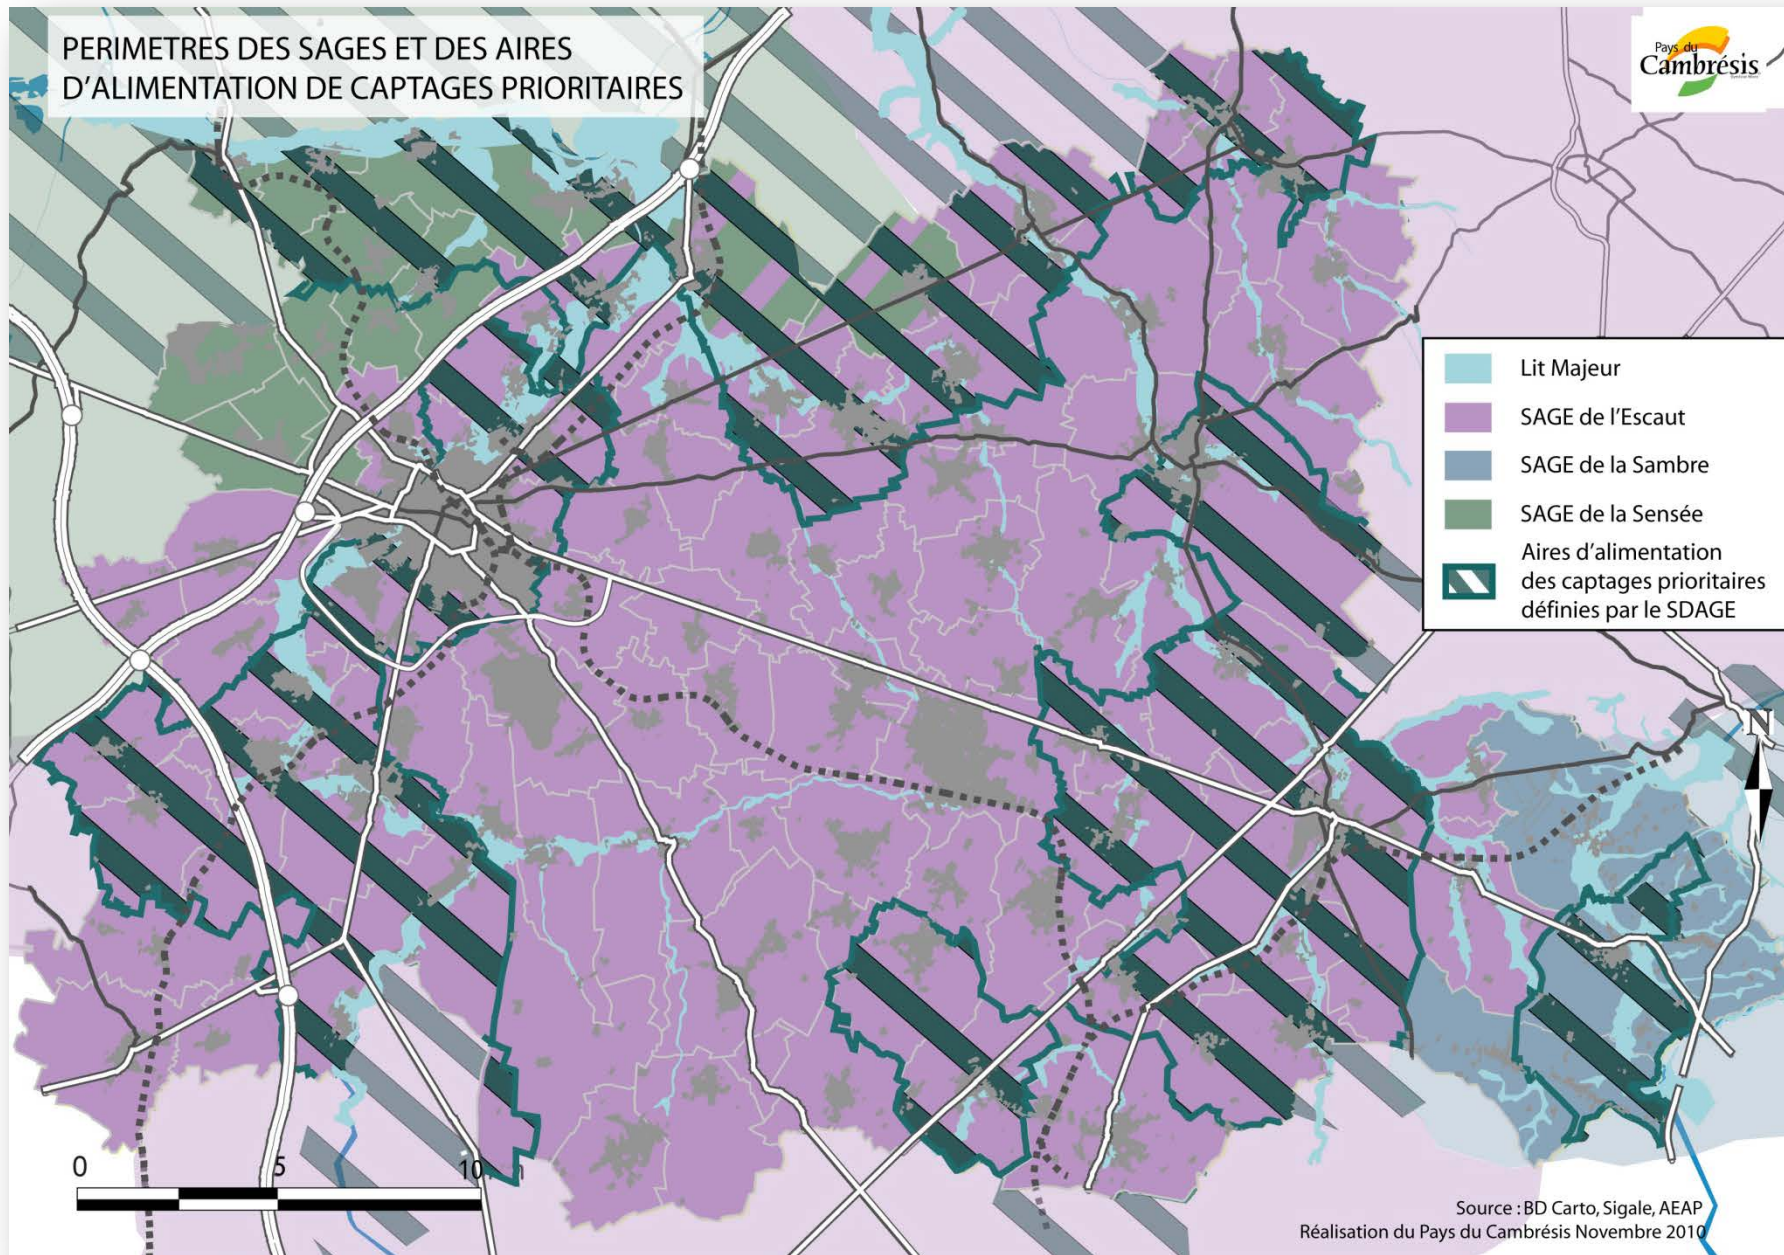 PERIMETRES DES SAGES ET DES AIRES
D'ALIMENTATION DE CAPTAGES PRIORITAIRES
Pays du
Cambrésis
Lit Majeur
SAGE de l'Escaut
SAGE de la Sambre
SAGE de la Sensée
Aires d'alimentation
des captages prioritaires
définies par le SDAGE
N
0 5 10
Source : BD Carto, Sigale, AEAP
Réalisation du Pays du Cambrésis Novembre 2010